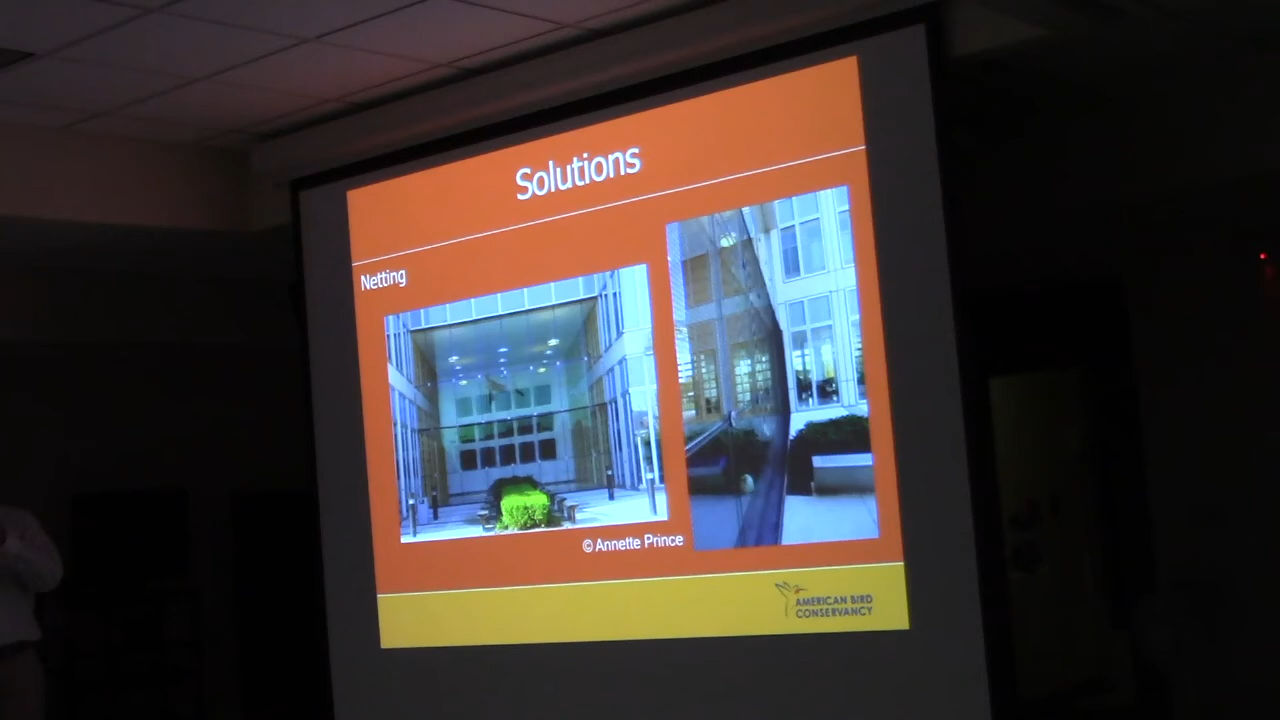 Solutions
Netting
© Annette Prince
AMERICAN BIRD
CONSERVANCY